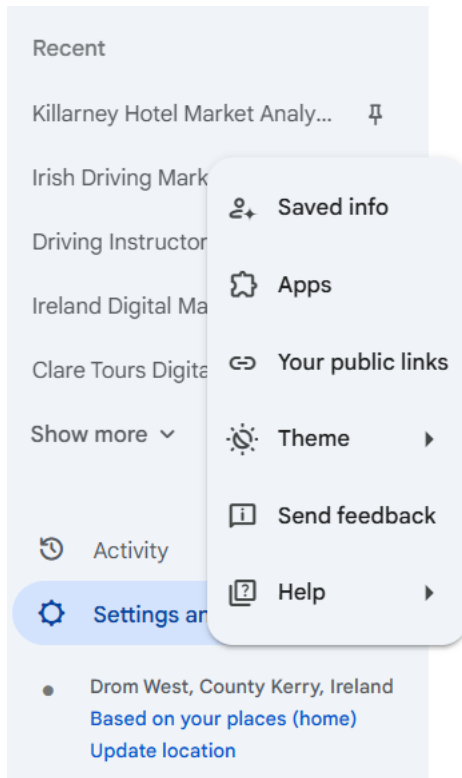 Recent
Killarney Hotel Market Analy...
Irish Driving Mark
Driving Instructor
Ireland Digital Ma
Clare Tours Digita
Show more
Saved info
Apps
Your public links
Theme
Send feedback
Help
Activity
Settings an
Drom West, County Kerry, Ireland
Based on your places (home)
Update location